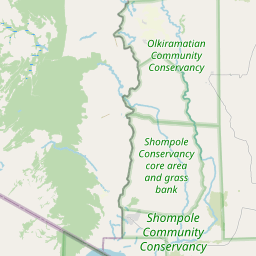 Olkiramatian
Community
Conservancy
Shompole
Conservancy
core area
and grass
bank
Shompole
Community
Conservancy